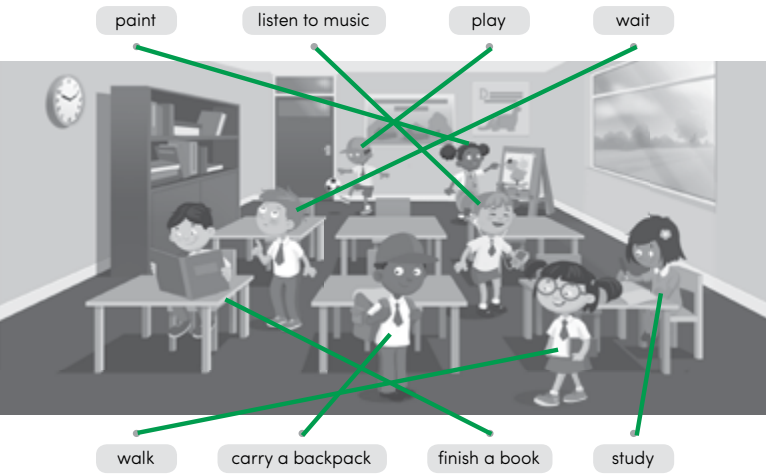 paint
listen to music
play
wait
walk
carry a backpack
finish a book
study